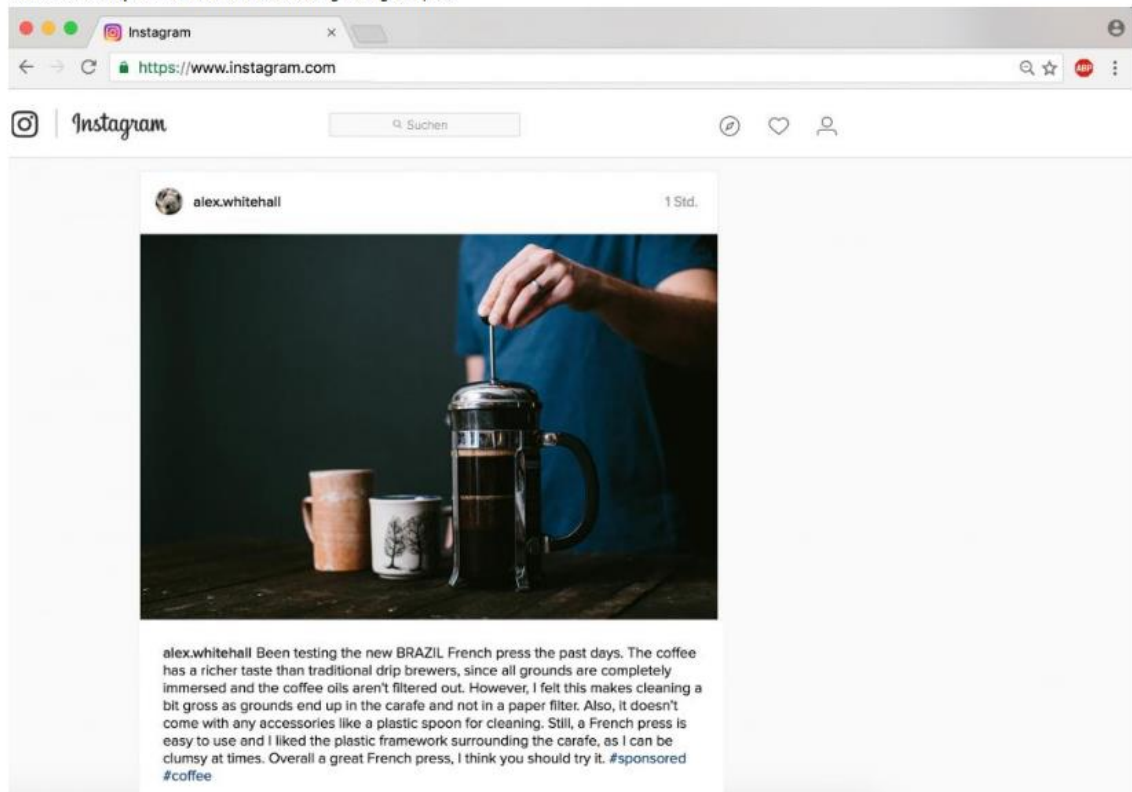 Instagram
https://www.instagram.com
ABP
Instagram
Suchen
alex.whitehall
1 Std.
alex.whitehall Been testing the new BRAZIL French press the past days. The coffee
has a richer taste than traditional drip brewers, since all grounds are completely
immersed and the coffee oils aren't filtered out. However, I felt this makes cleaning a
bit gross as grounds end up in the carafe and not in a paper filter. Also, it doesn't
come with any accessories like a plastic spoon for cleaning. Still, a French press is
easy to use and I liked the plastic framework surrounding the carafe, as I can be
clumsy at times. Overall a great French press, I think you should try it. #sponsored
#coffee